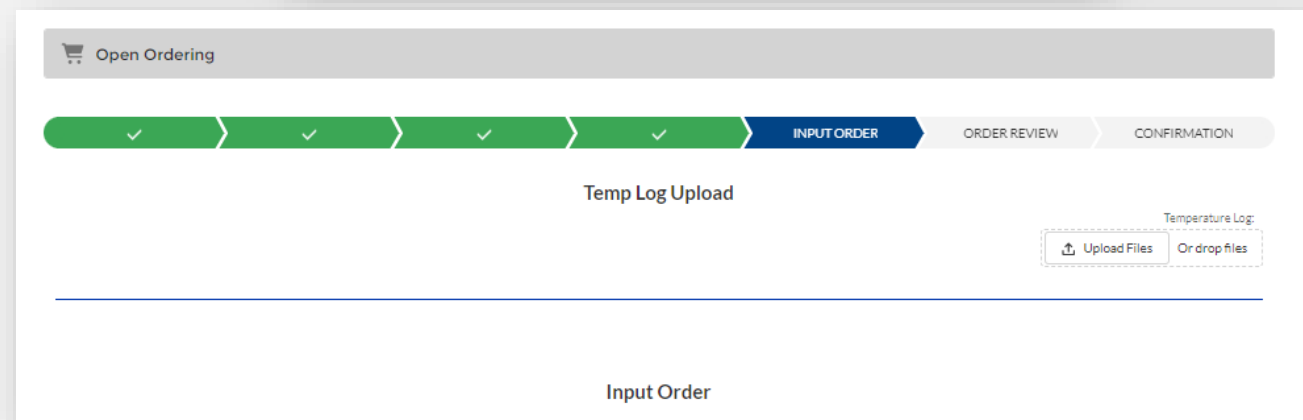 Open Ordering
INPUT ORDER
ORDER REVIEW
CONFIRMATION
Temp Log Upload
Temperature Log:
Upload Files
Or drop files
Input Order